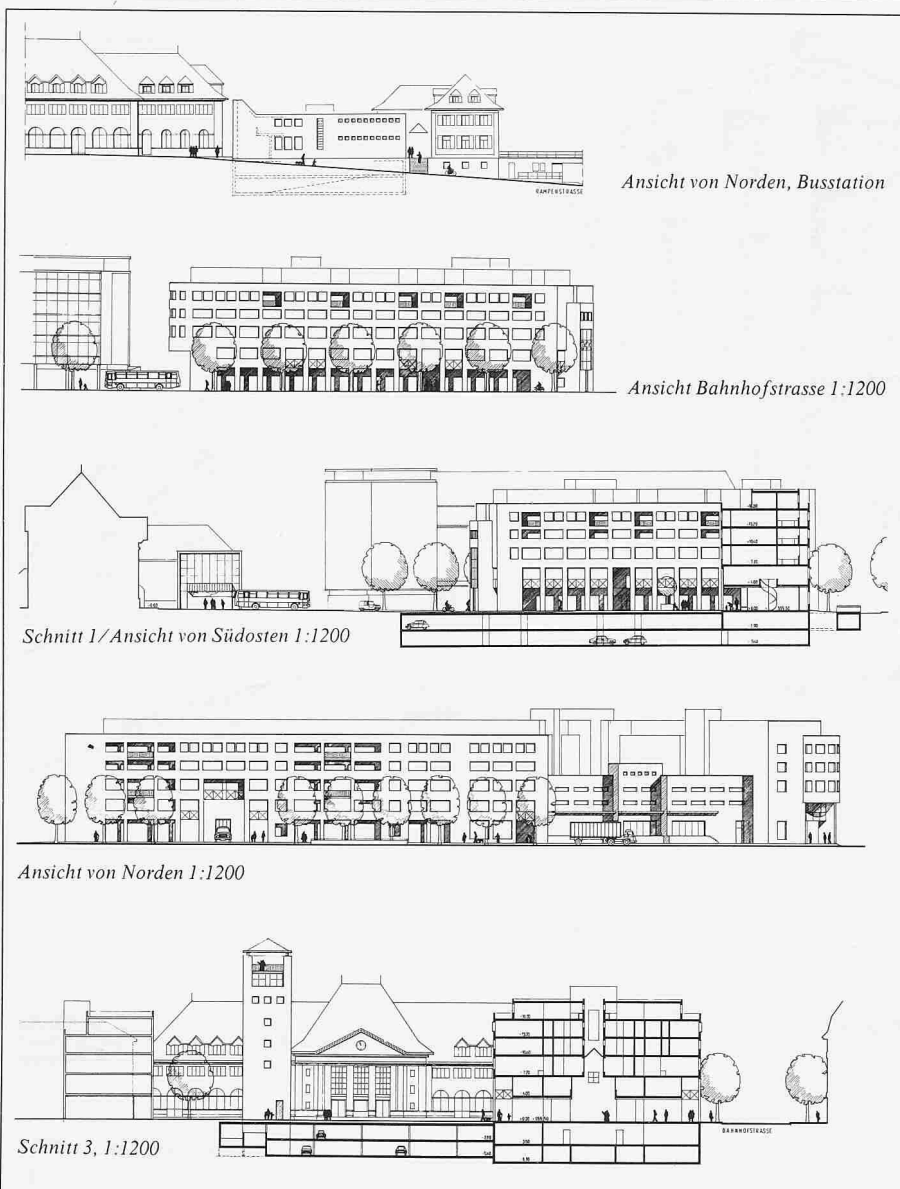 RAMPENSTRASSE
Ansicht von Norden, Busstation
Ansicht Bahnhofstrasse 1:1200
Schnitt 1/Ansicht von Südosten 1:1200
Ansicht von Norden 1:1200
BAHNHOFSTRASSE
Schnitt 3, 1:1200